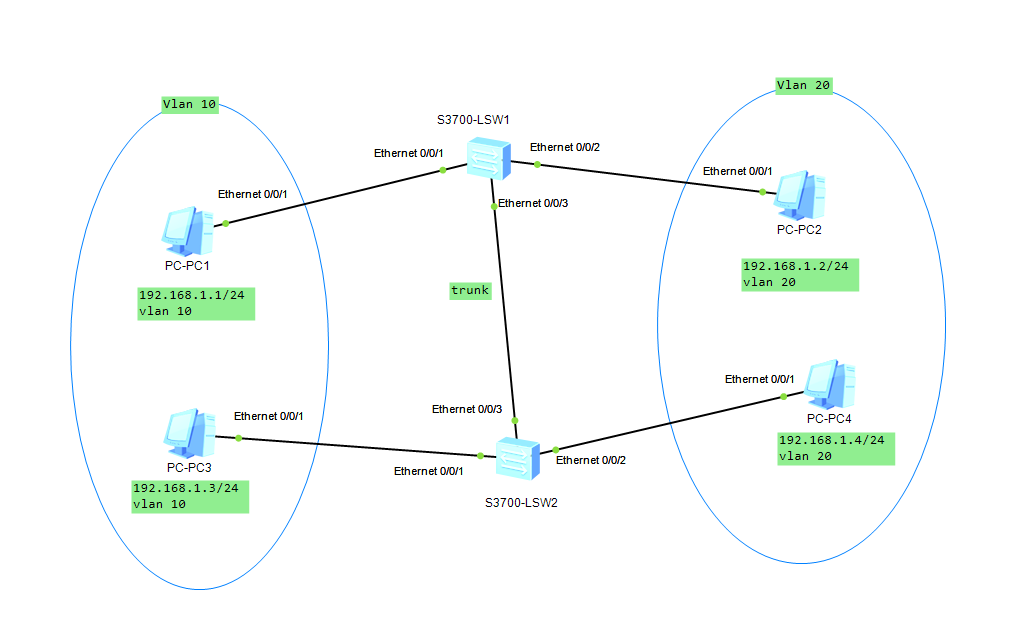 Vlan 10
Vlan 20
S3700-LSW1
Ethernet 0/0/1
Ethernet 0/0/2
Ethernet 0/0/1
Ethernet 0/0/1
Ethernet 0/0/3
PC-PC1
PC-PC2
192.168.1.1/24
vlan 10
192.168.1.2/24
vlan 20
trunk
Ethernet 0/0/1
Ethernet 0/0/3
Ethernet 0/0/1
PC-PC3
Ethernet 0/0/1
Ethernet 0/0/2
PC-PC4
192.168.1.3/24
vlan 10
192.168.1.4/24
vlan 20
S3700-LSW2